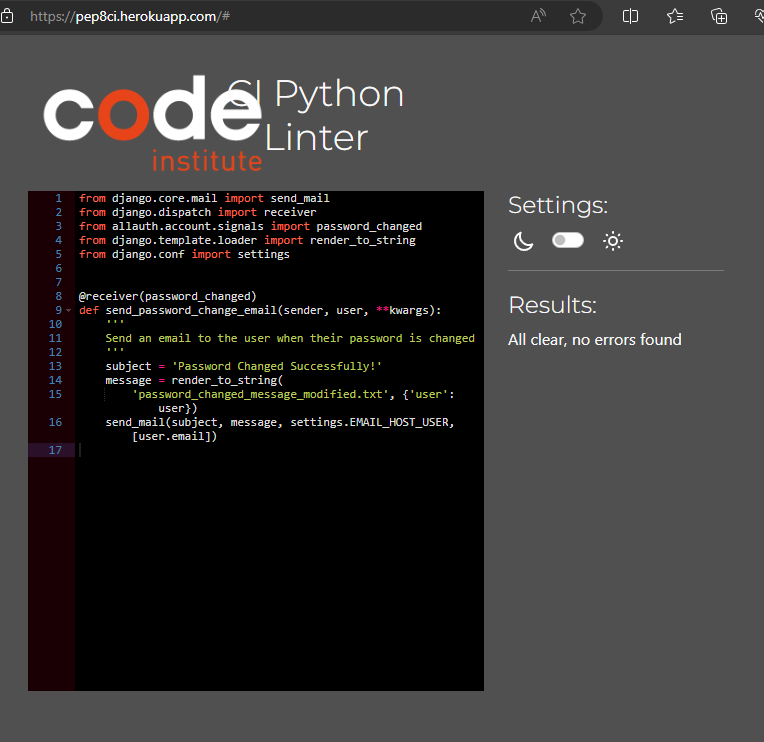 https://pep8ci.herokuapp.com/#
code
institute
CI Python
Linter
1 from django.core.mail import send_mail
2 from django.dispatch import receiver
3 from allauth.account.signals import password_changed
4 from django.template.loader import render_to_string
5 from django.conf import settings
6
7
8 @receiver(password_changed)
9 def send_password_change_email(sender, user, **kwargs):
10     '''
11     Send an email to the user when their password is changed
12     '''
13     subject = 'Password Changed Successfully!'
14     message = render_to_string(
15         'password_changed_message_modified.txt', {'user':
user})
16     send_mail(subject, message, settings.EMAIL_HOST_USER,
[user.email])
17
Settings:
Results:
All clear, no errors found